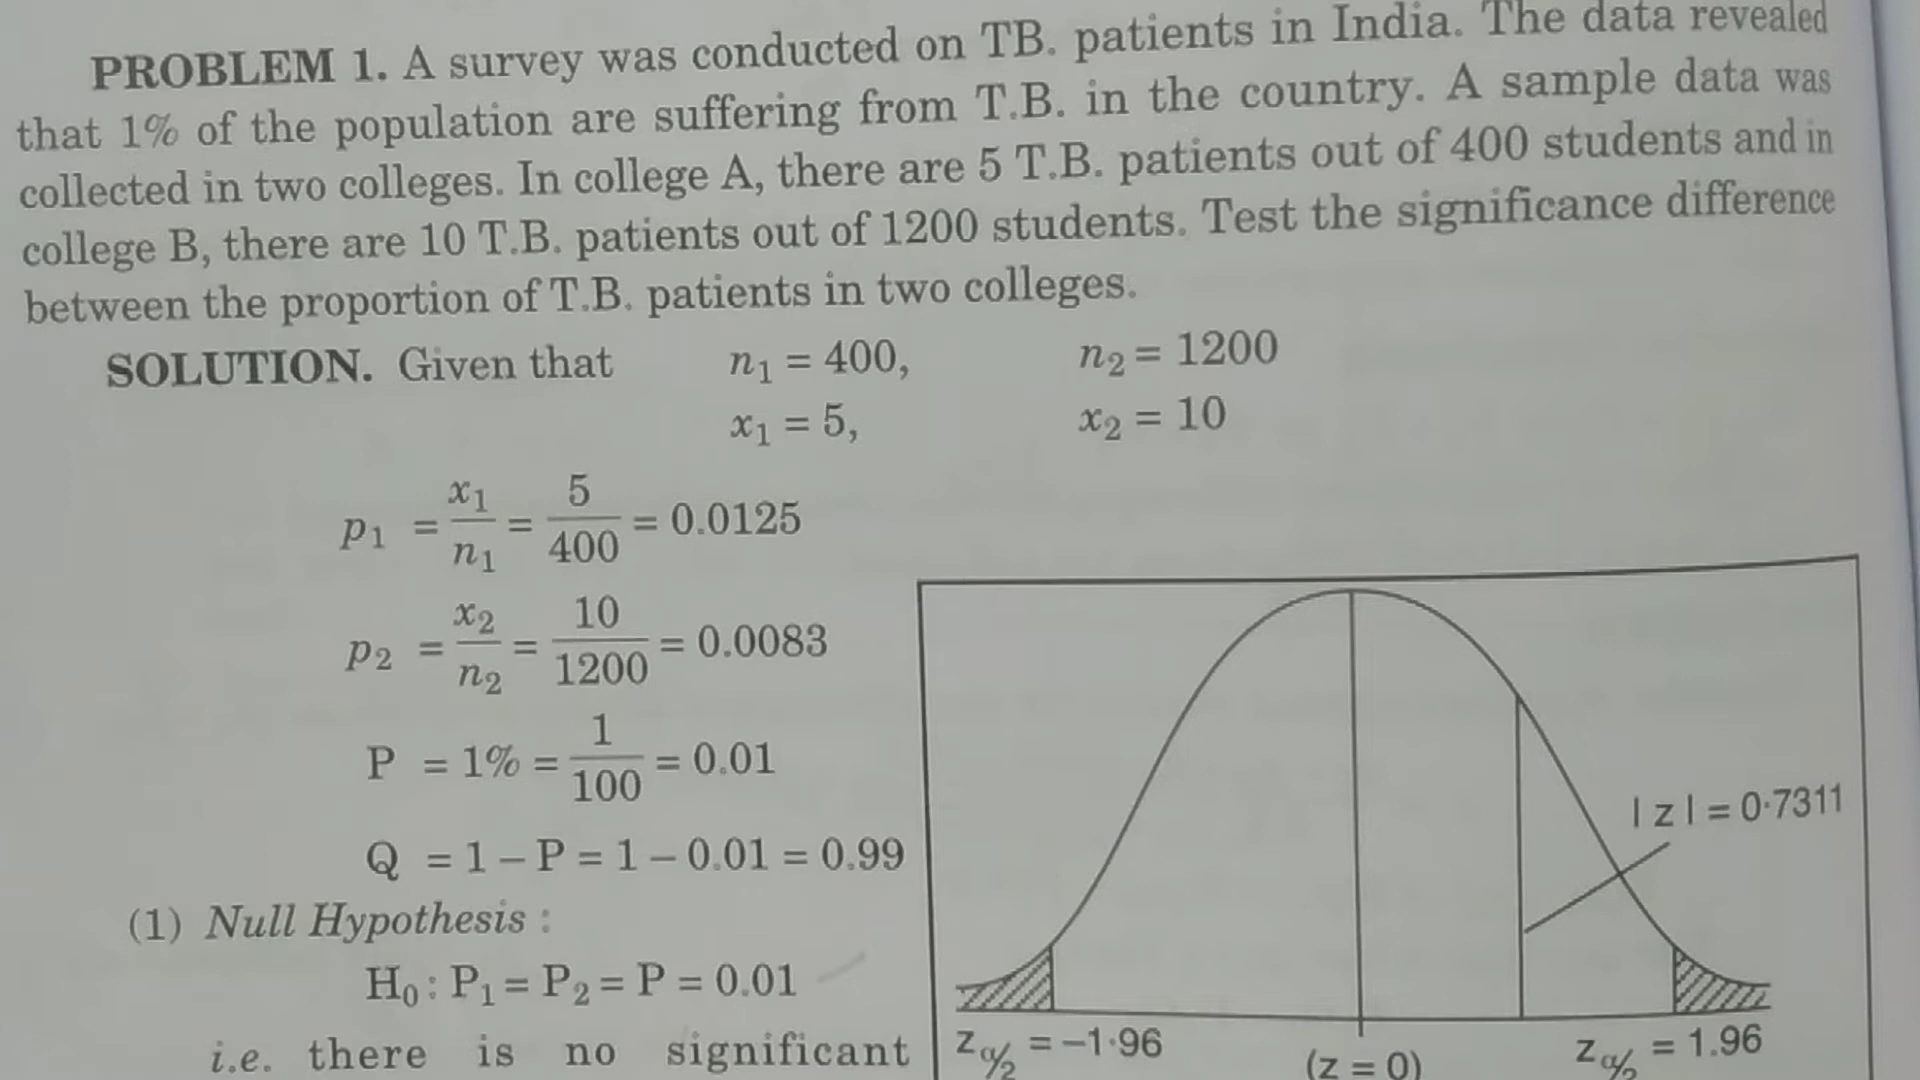 PROBLEM 1. A survey was conducted on TB. patients in India. The data revealed
that 1% of the population are suffering from T.B. in the country. A sample data was
collected in two colleges. In college A, there are 5 T.B. patients out of 400 students and in
college B, there are 10 T.B. patients out of 1200 students. Test the significance difference
between the proportion of T.B. patients in two colleges.
SOLUTION. Given that n₁ = 400, n₂ = 1200
x₁ = 5, x₂ = 10
p₁ = x₁/n₁ = 5/400 = 0.0125
p₂ = x₂/n₂ = 10/1200 = 0.0083
P = 1% = 1/100 = 0.01
Q = 1 – P = 1 – 0.01 = 0.99
(1) Null Hypothesis :
H₀ : P₁ = P₂ = P = 0.01
i.e. there is no significant
| z | = 0·7311
z α/2 = –1·96
(z = 0)
z α/2 = 1.96